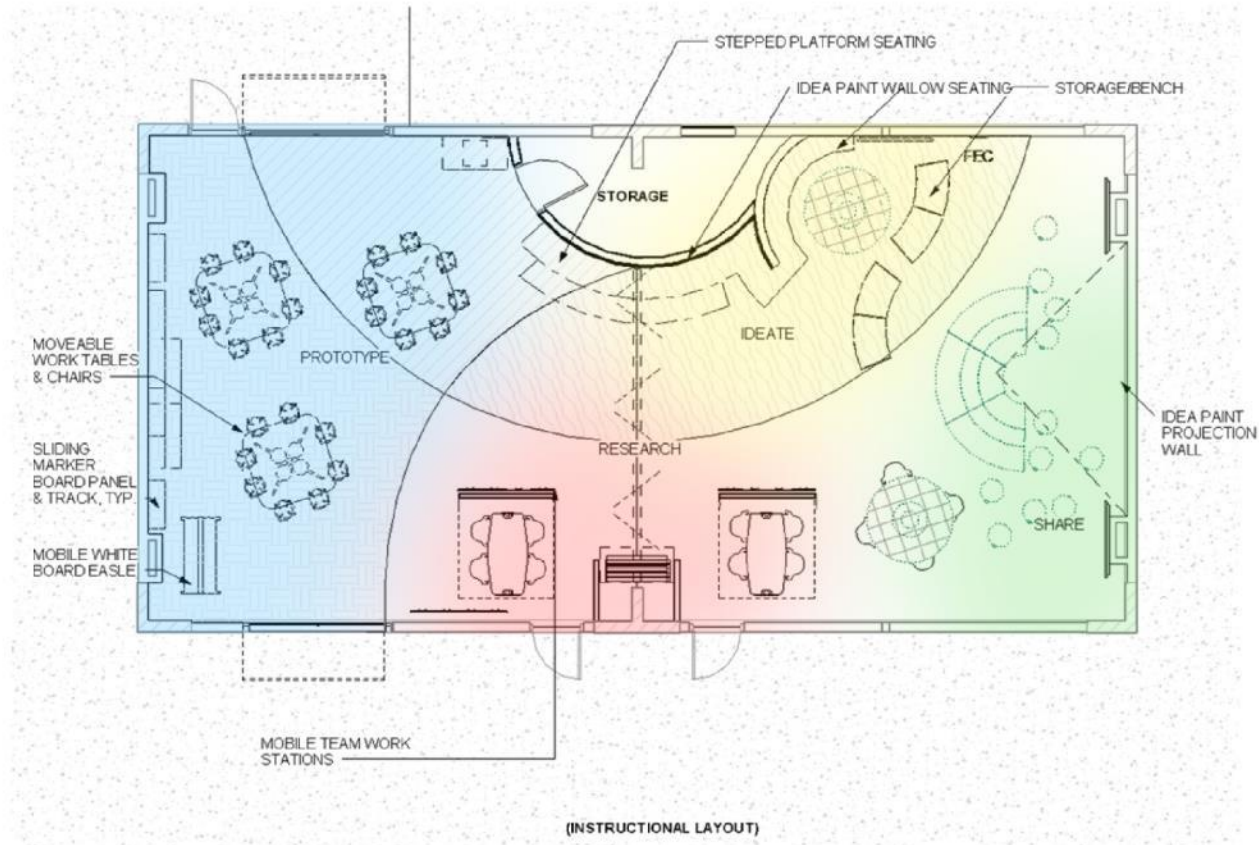 STEPPED PLATFORM SEATING
IDEA PAINT WAILOW SEATING
STORAGE/BENCH
FEC
STORAGE
IDEATE
PROTOTYPE
MOVEABLE
WORK TABLES
& CHAIRS
SLIDING
MARKER
BOARD PANEL
& TRACK, TYP.
MOBILE WHITE
BOARD EASLE
RESEARCH
IDEA PAINT
PROJECTION
WALL
SHARE
MOBILE TEAM WORK
STATIONS
(INSTRUCTIONAL LAYOUT)